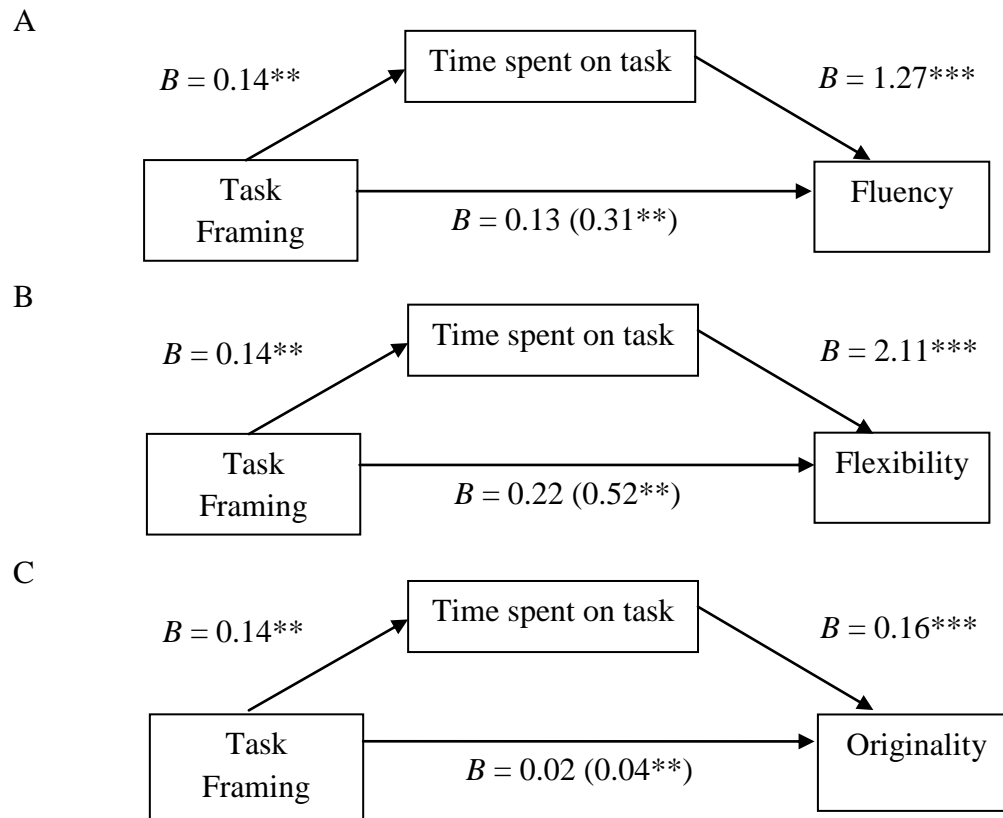 A
Time spent on task
B = 0.14**
B = 1.27***
Task
Framing
Fluency
B = 0.13 (0.31**)
B
Time spent on task
B = 0.14**
B = 2.11***
Task
Framing
Flexibility
B = 0.22 (0.52**)
C
Time spent on task
B = 0.14**
B = 0.16***
Task
Framing
Originality
B = 0.02 (0.04**)